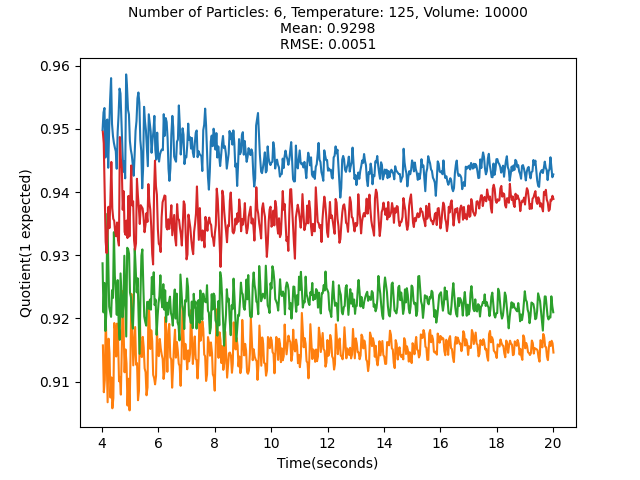 Number of Particles: 6, Temperature: 125, Volume: 10000
Mean: 0.9298
RMSE: 0.0051
0.96
0.95
0.94
0.93
0.92
0.91
Quotient(1 expected)
4 6 8 10 12 14 16 18 20
Time(seconds)